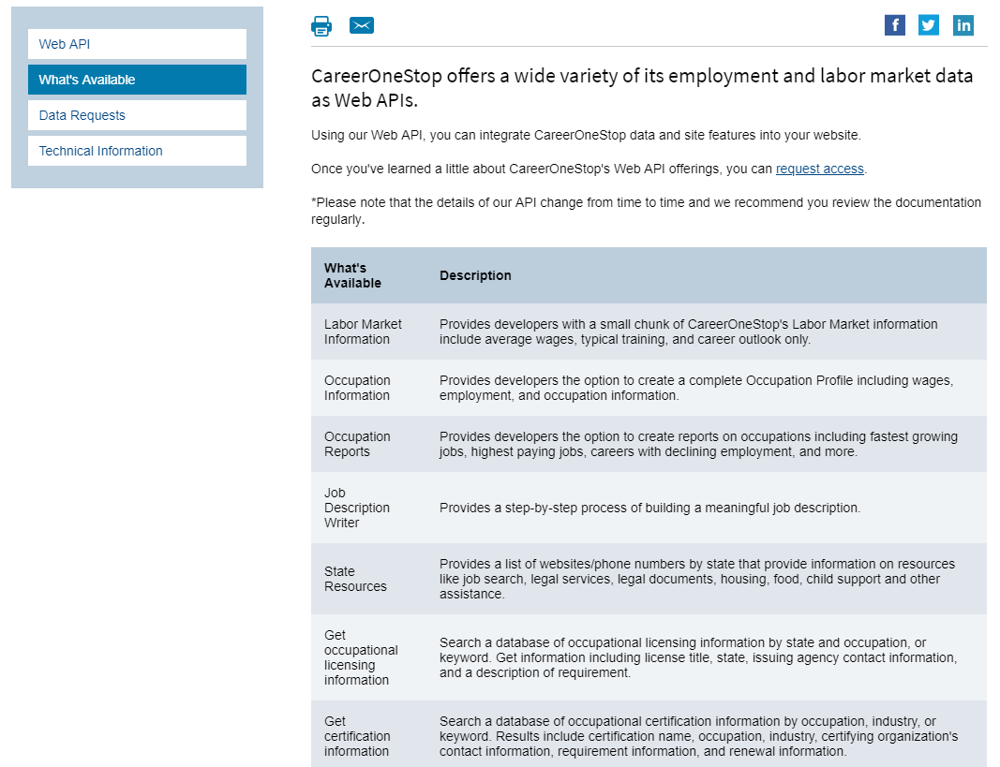 Web API
What's Available
Data Requests
Technical Information
f
in
CareerOneStop offers a wide variety of its employment and labor market data
as Web APIs.
Using our Web API, you can integrate CareerOneStop data and site features into your website.
Once you've learned a little about CareerOneStop's Web API offerings, you can request access.
*Please note that the details of our API change from time to time and we recommend you review the documentation
regularly.
What's
Available
Description
Labor Market
Information
Provides developers with a small chunk of CareerOneStop's Labor Market information
include average wages, typical training, and career outlook only.
Occupation
Information
Provides developers the option to create a complete Occupation Profile including wages,
employment, and occupation information.
Occupation
Reports
Provides developers the option to create reports on occupations including fastest growing
jobs, highest paying jobs, careers with declining employment, and more.
Job
Description
Writer
Provides a step-by-step process of building a meaningful job description.
State
Resources
Provides a list of websites/phone numbers by state that provide information on resources
like job search, legal services, legal documents, housing, food, child support and other
assistance.
Get
occupational
licensing
information
Search a database of occupational licensing information by state and occupation, or
keyword. Get information including license title, state, issuing agency contact information,
and a description of requirement.
Get
certification
information
Search a database of occupational certification information by occupation, industry, or
keyword. Results include certification name, occupation, industry, certifying organization's
contact information, requirement information, and renewal information.